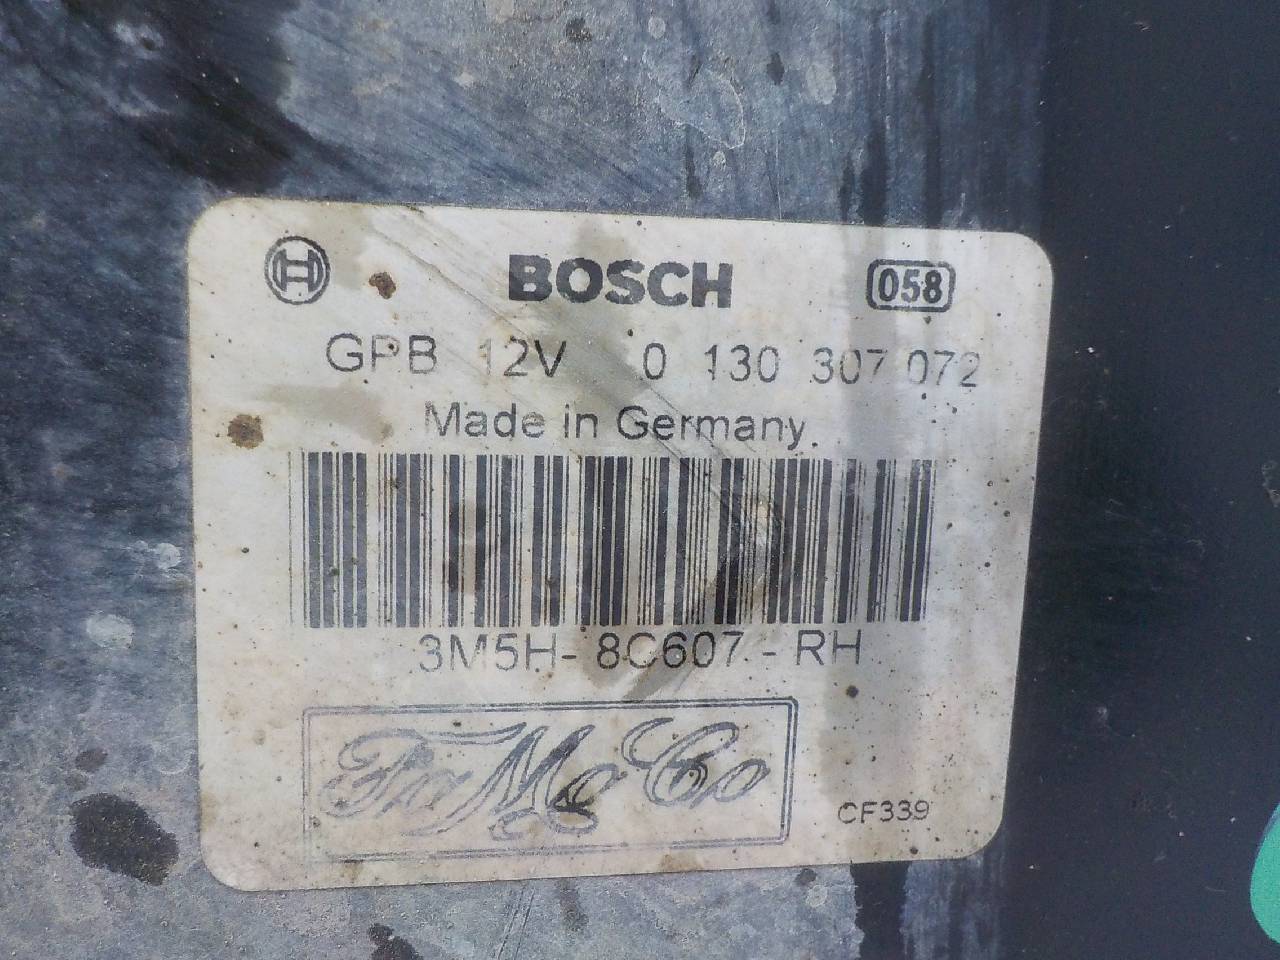 BOSCH 058
GPB 12V 0 130 307 072
Made in Germany
3M5H- 8C607 - RH
FoMoCo
CF339